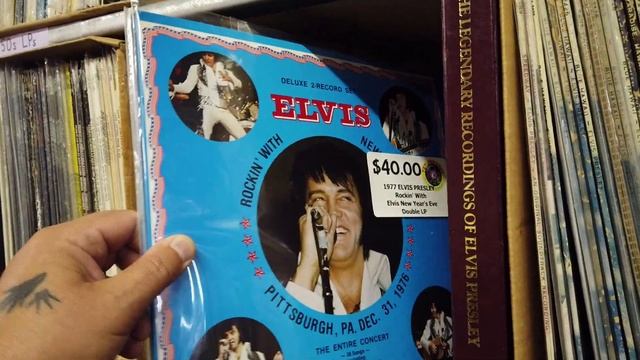 50s LPs
DELUXE 2-RECORD SET
ELVIS
ROCKIN' WITH
NEW
$40.00
1977 ELVIS PRESLEY
Rockin' With
Elvis New Year's Eve
Double LP
PITTSBURGH, PA. DEC. 31, 1976
THE ENTIRE CONCERT
THE LEGENDARY RECORDINGS OF ELVIS PRESLEY